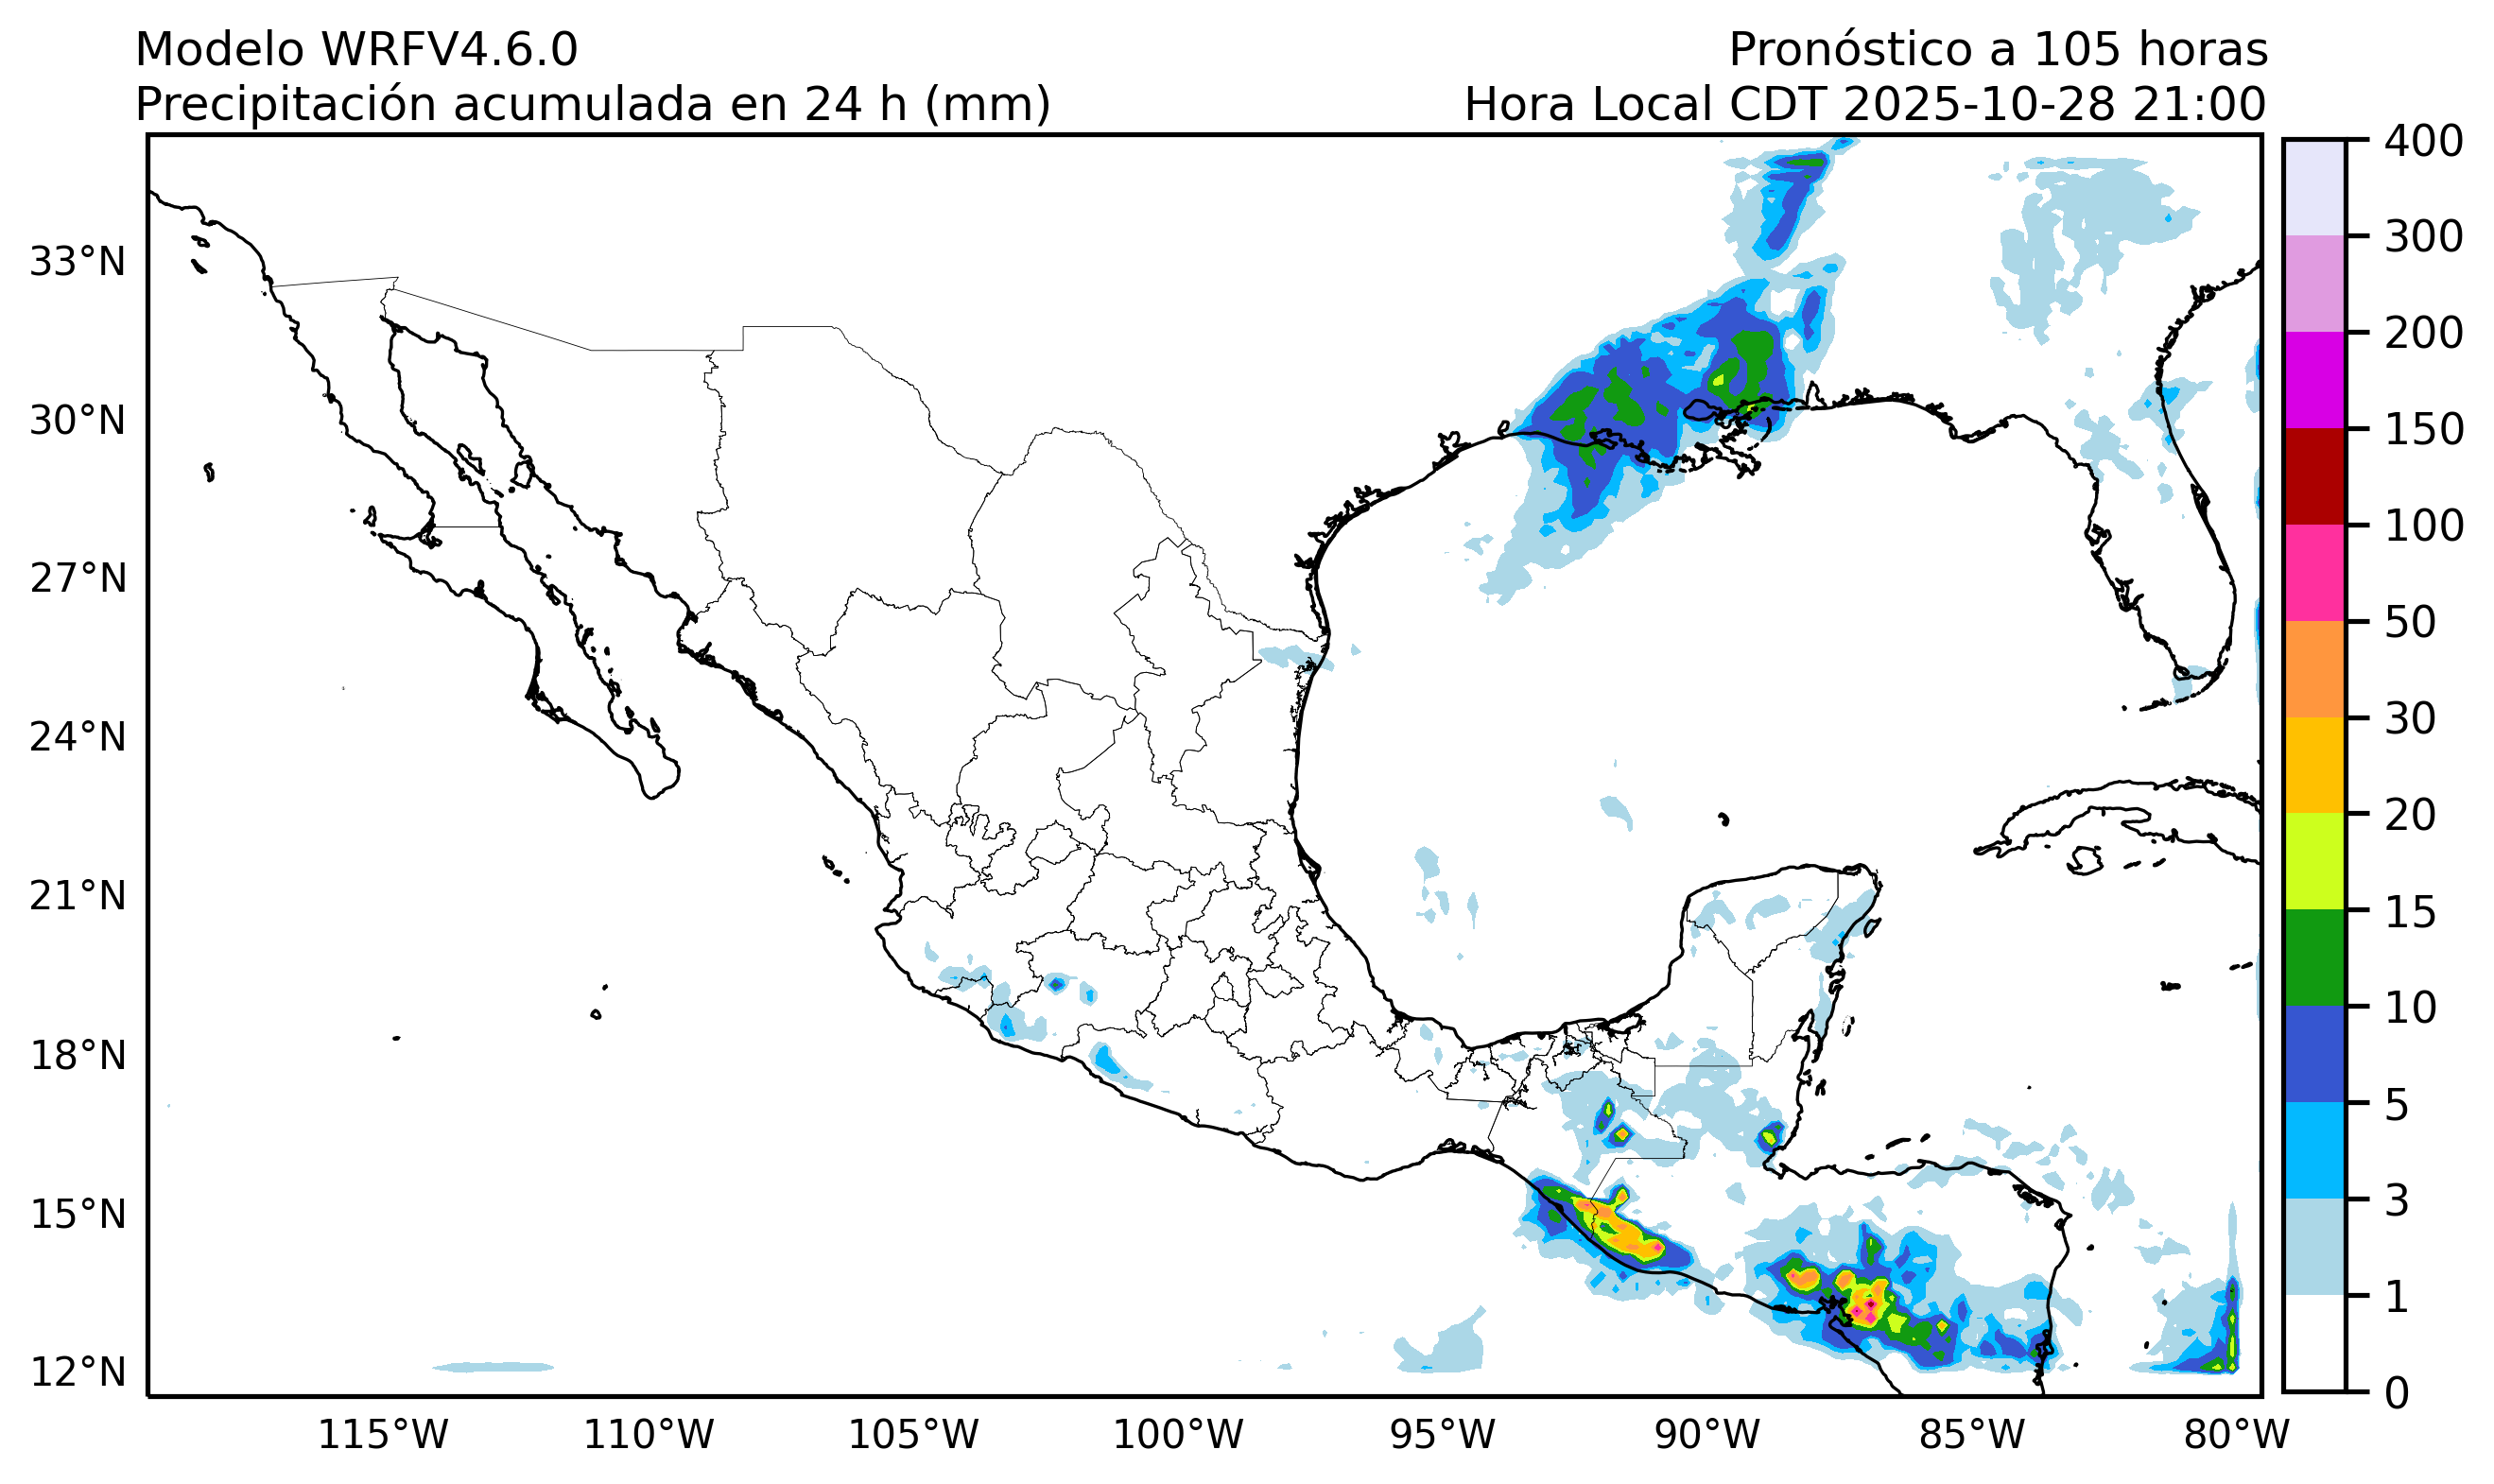 Modelo WRFV4.6.0
Pronóstico a 105 horas
Precipitación acumulada en 24 h (mm)
Hora Local CDT 2025-10-28 21:00
33°N
30°N
27°N
24°N
21°N
18°N
15°N
12°N
115°W
110°W
105°W
100°W
95°W
90°W
85°W
80°W
400
300
200
150
100
50
30
20
15
10
5
3
1
0